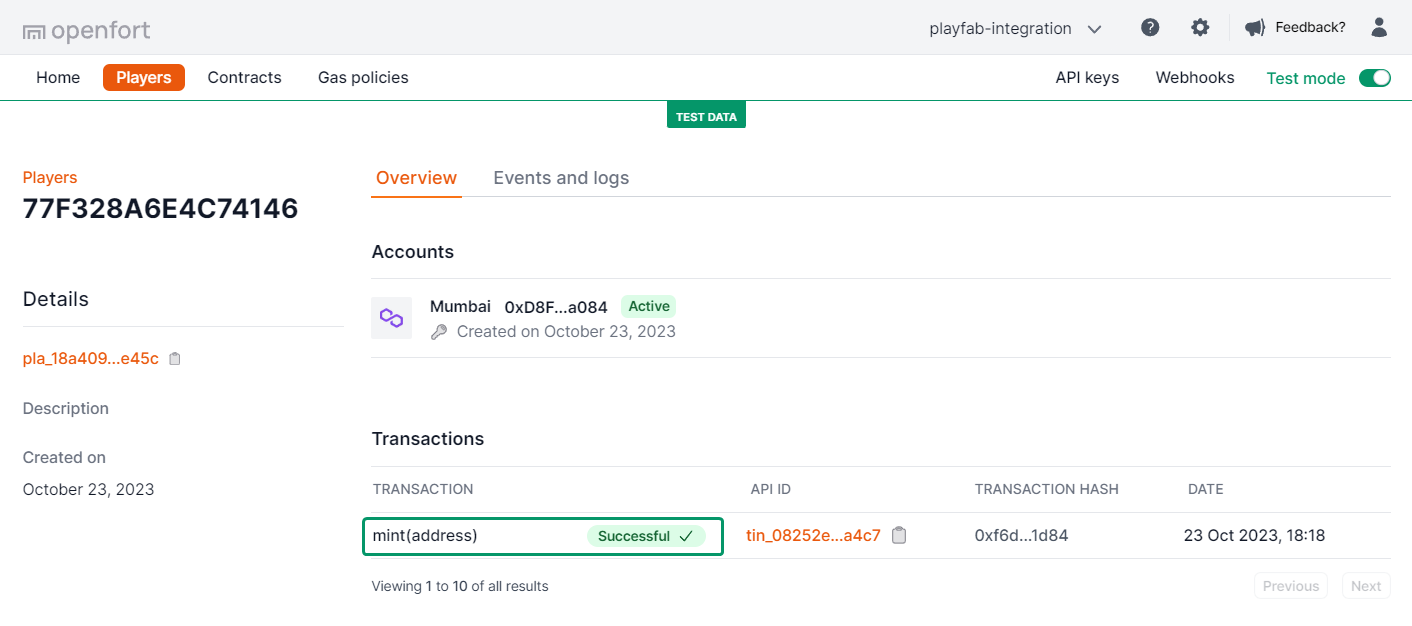 openfort
playfab-integration
Feedback?
Home Players Contracts Gas policies API keys Webhooks Test mode
TEST DATA
Players
77F328A6E4C74146
Details
pla_18a409...e45c
Description
Created on
October 23, 2023
Overview Events and logs
Accounts
Mumbai 0xD8F...a084 Active
Created on October 23, 2023
Transactions
TRANSACTION API ID TRANSACTION HASH DATE
mint(address) Successful tin_08252e...a4c7 0xf6d...1d84 23 Oct 2023, 18:18
Viewing 1 to 10 of all results Previous Next